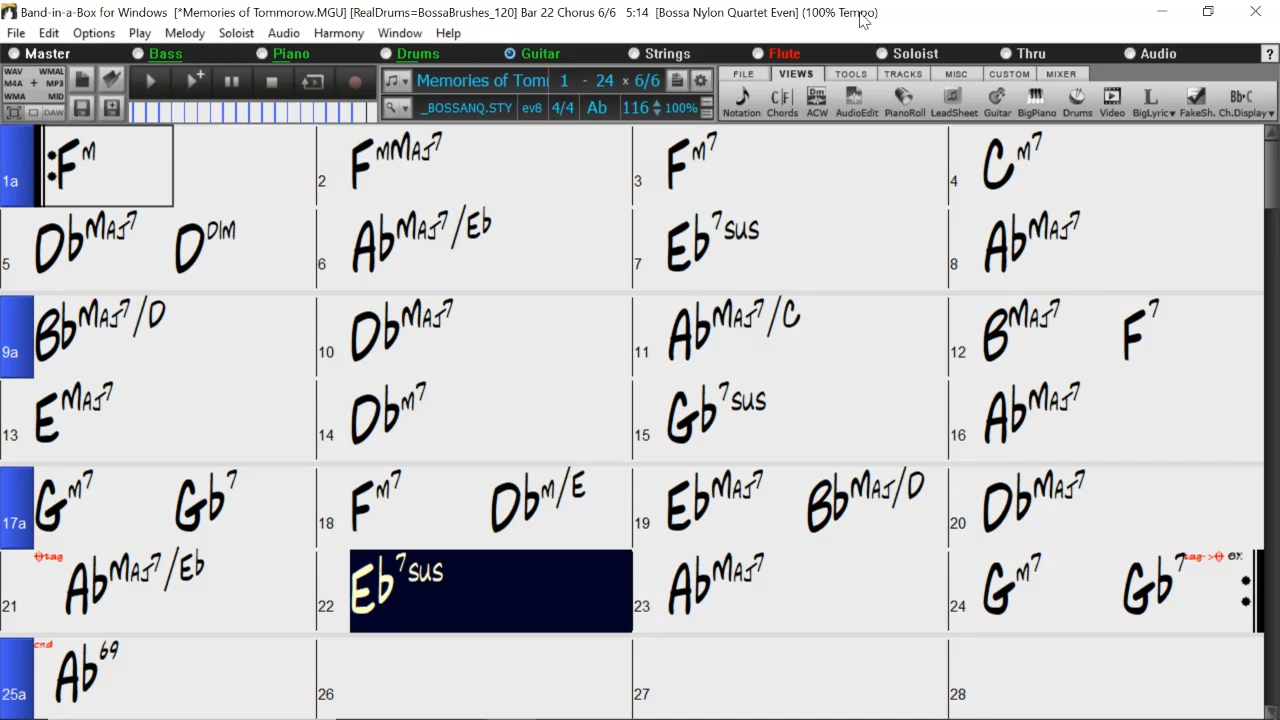 Band-in-a-Box for Windows [*Memories of Tommorow.MGU] [RealDrums=BossaBrushes_120] Bar 22 Chorus 6/6 5:14 [Bossa Nylon Quartet Even] (100% Tempo)
File Edit Options Play Melody Soloist Audio Harmony Window Help
Master Bass Piano Drums Guitar Strings Flute Soloist Thru Audio ?
WAV WMAL
M4A + MP3
WMA MID
DAW
Memories of Tom 1 - 24 x 6/6
_BOSSANQ.STY ev8 4/4 Ab 116 100%
FILE VIEWS TOOLS TRACKS MISC CUSTOM MIXER
Notation Chords ACW AudioEdit PianoRoll LeadSheet Guitar BigPiano Drums Video BigLyric FakeSh. Ch.Display
1a Fm 2 FmMaj7 3 Fm7 4 Cm7
5 DbMaj7 Ddim 6 AbMaj7/Eb 7 Eb7sus 8 AbMaj7
9a BbMaj7/D 10 DbMaj7 11 AbMaj7/C 12 BMaj7 F7
13 EMaj7 14 Dbm7 15 Gb7sus 16 AbMaj7
17a Gm7 Gb7 18 Fm7 Dbm/E 19 EbMaj7 BbMaj/D 20 DbMaj7
tag tag-> ex
21 AbMaj7/Eb 22 Eb7sus 23 AbMaj7 24 Gm7 Gb7
end
25a Ab69 26 27 28